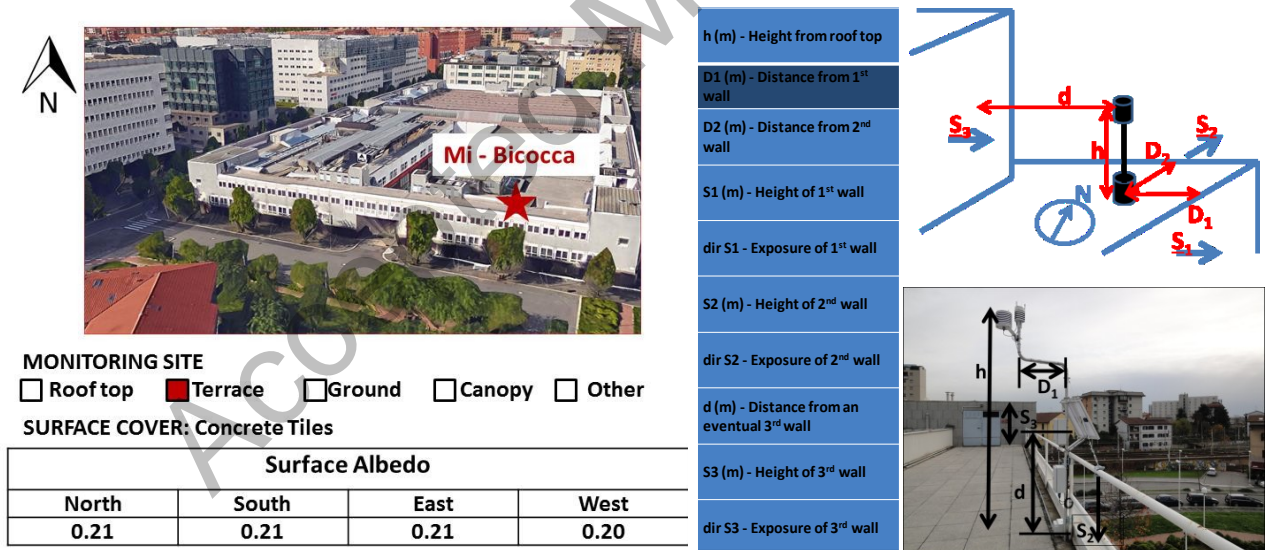 N
Mi - Bicocca
MONITORING SITE
Roof top Terrace Ground Canopy Other
SURFACE COVER: Concrete Tiles
Surface Albedo
North South East West
0.21 0.21 0.21 0.20
h (m) - Height from roof top
D1 (m) - Distance from 1st
wall
D2 (m) - Distance from 2nd
wall
S1 (m) - Height of 1st wall
dir S1 - Exposure of 1st wall
S2 (m) - Height of 2nd wall
dir S2 - Exposure of 2nd wall
d (m) - Distance from an
eventual 3rd wall
S3 (m) - Height of 3rd wall
dir S3 - Exposure of 3rd wall
d
S3
S2
h
D2
N
D1
S1
h
D1
S3
d
S2